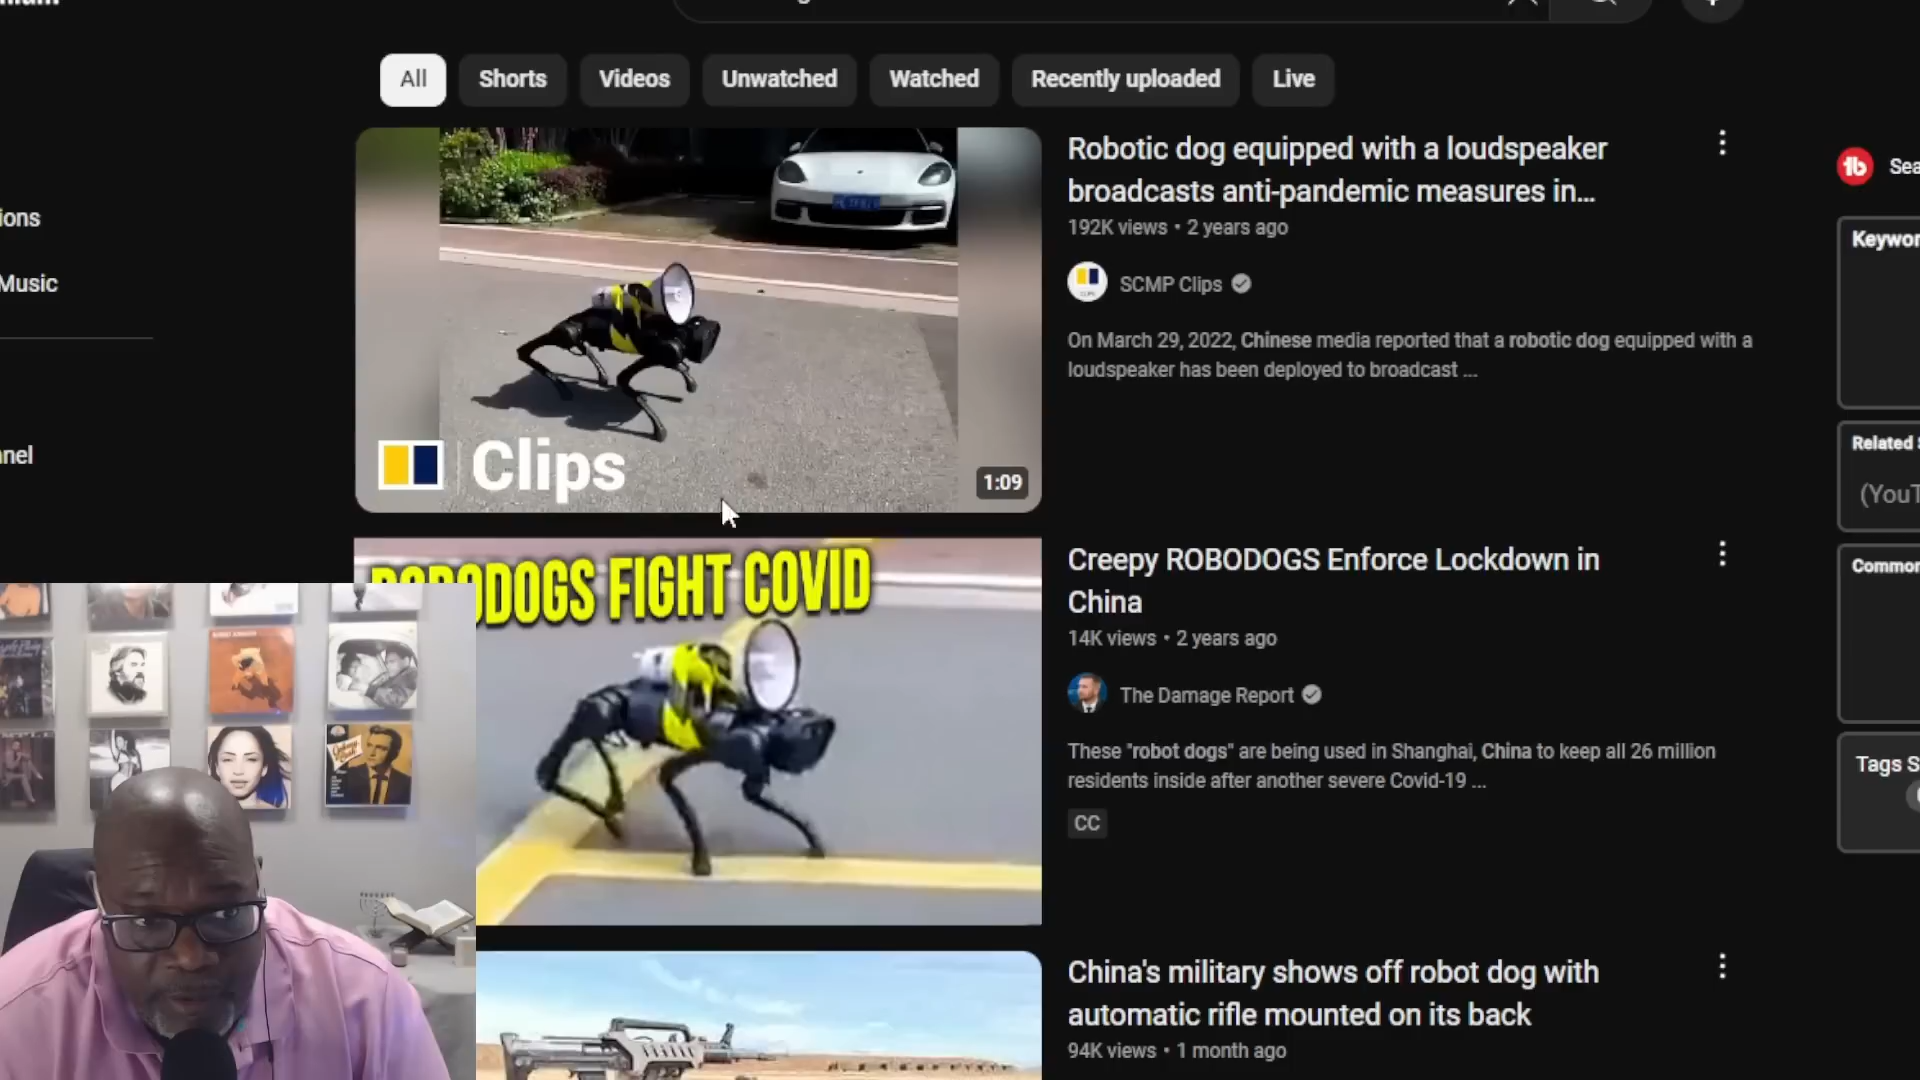 All
Shorts
Videos
Unwatched
Watched
Recently uploaded
Live
Robotic dog equipped with a loudspeaker
broadcasts anti-pandemic measures in...
192K views • 2 years ago
SCMP Clips
On March 29, 2022, Chinese media reported that a robotic dog equipped with a
loudspeaker has been deployed to broadcast ...
Clips
1:09
ions
Music
nnel
DOGS FIGHT COVID
Creepy ROBODOGS Enforce Lockdown in
China
14K views • 2 years ago
The Damage Report
These "robot dogs" are being used in Shanghai, China to keep all 26 million
residents inside after another severe Covid-19 ...
CC
China's military shows off robot dog with
automatic rifle mounted on its back
94K views • 1 month ago
tb
Sea
Keywor
Related S
(YouT
Common
Tags S